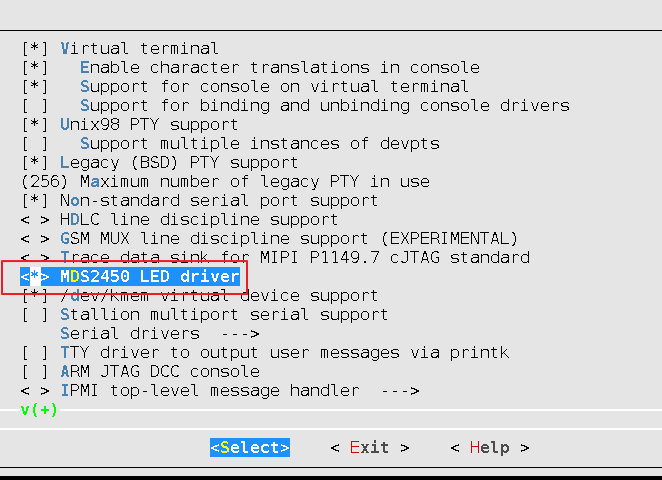 [*] Virtual terminal
[*]   Enable character translations in console
[*]   Support for console on virtual terminal
[ ]   Support for binding and unbinding console drivers
[*] Unix98 PTY support
[ ]   Support multiple instances of devpts
[*] Legacy (BSD) PTY support
(256) Maximum number of legacy PTY in use
[*] Non-standard serial port support
< > HDLC line discipline support
< > GSM MUX line discipline support (EXPERIMENTAL)
< > Trace data sink for MIPI P1149.7 cJTAG standard
<*> MDS2450 LED driver
[*] /dev/kmem virtual device support
[ ] Stallion multiport serial support
    Serial drivers  --->
[ ] TTY driver to output user messages via printk
[ ] ARM JTAG DCC console
< > IPMI top-level message handler  --->
v(+)
<Select>    < Exit >    < Help >